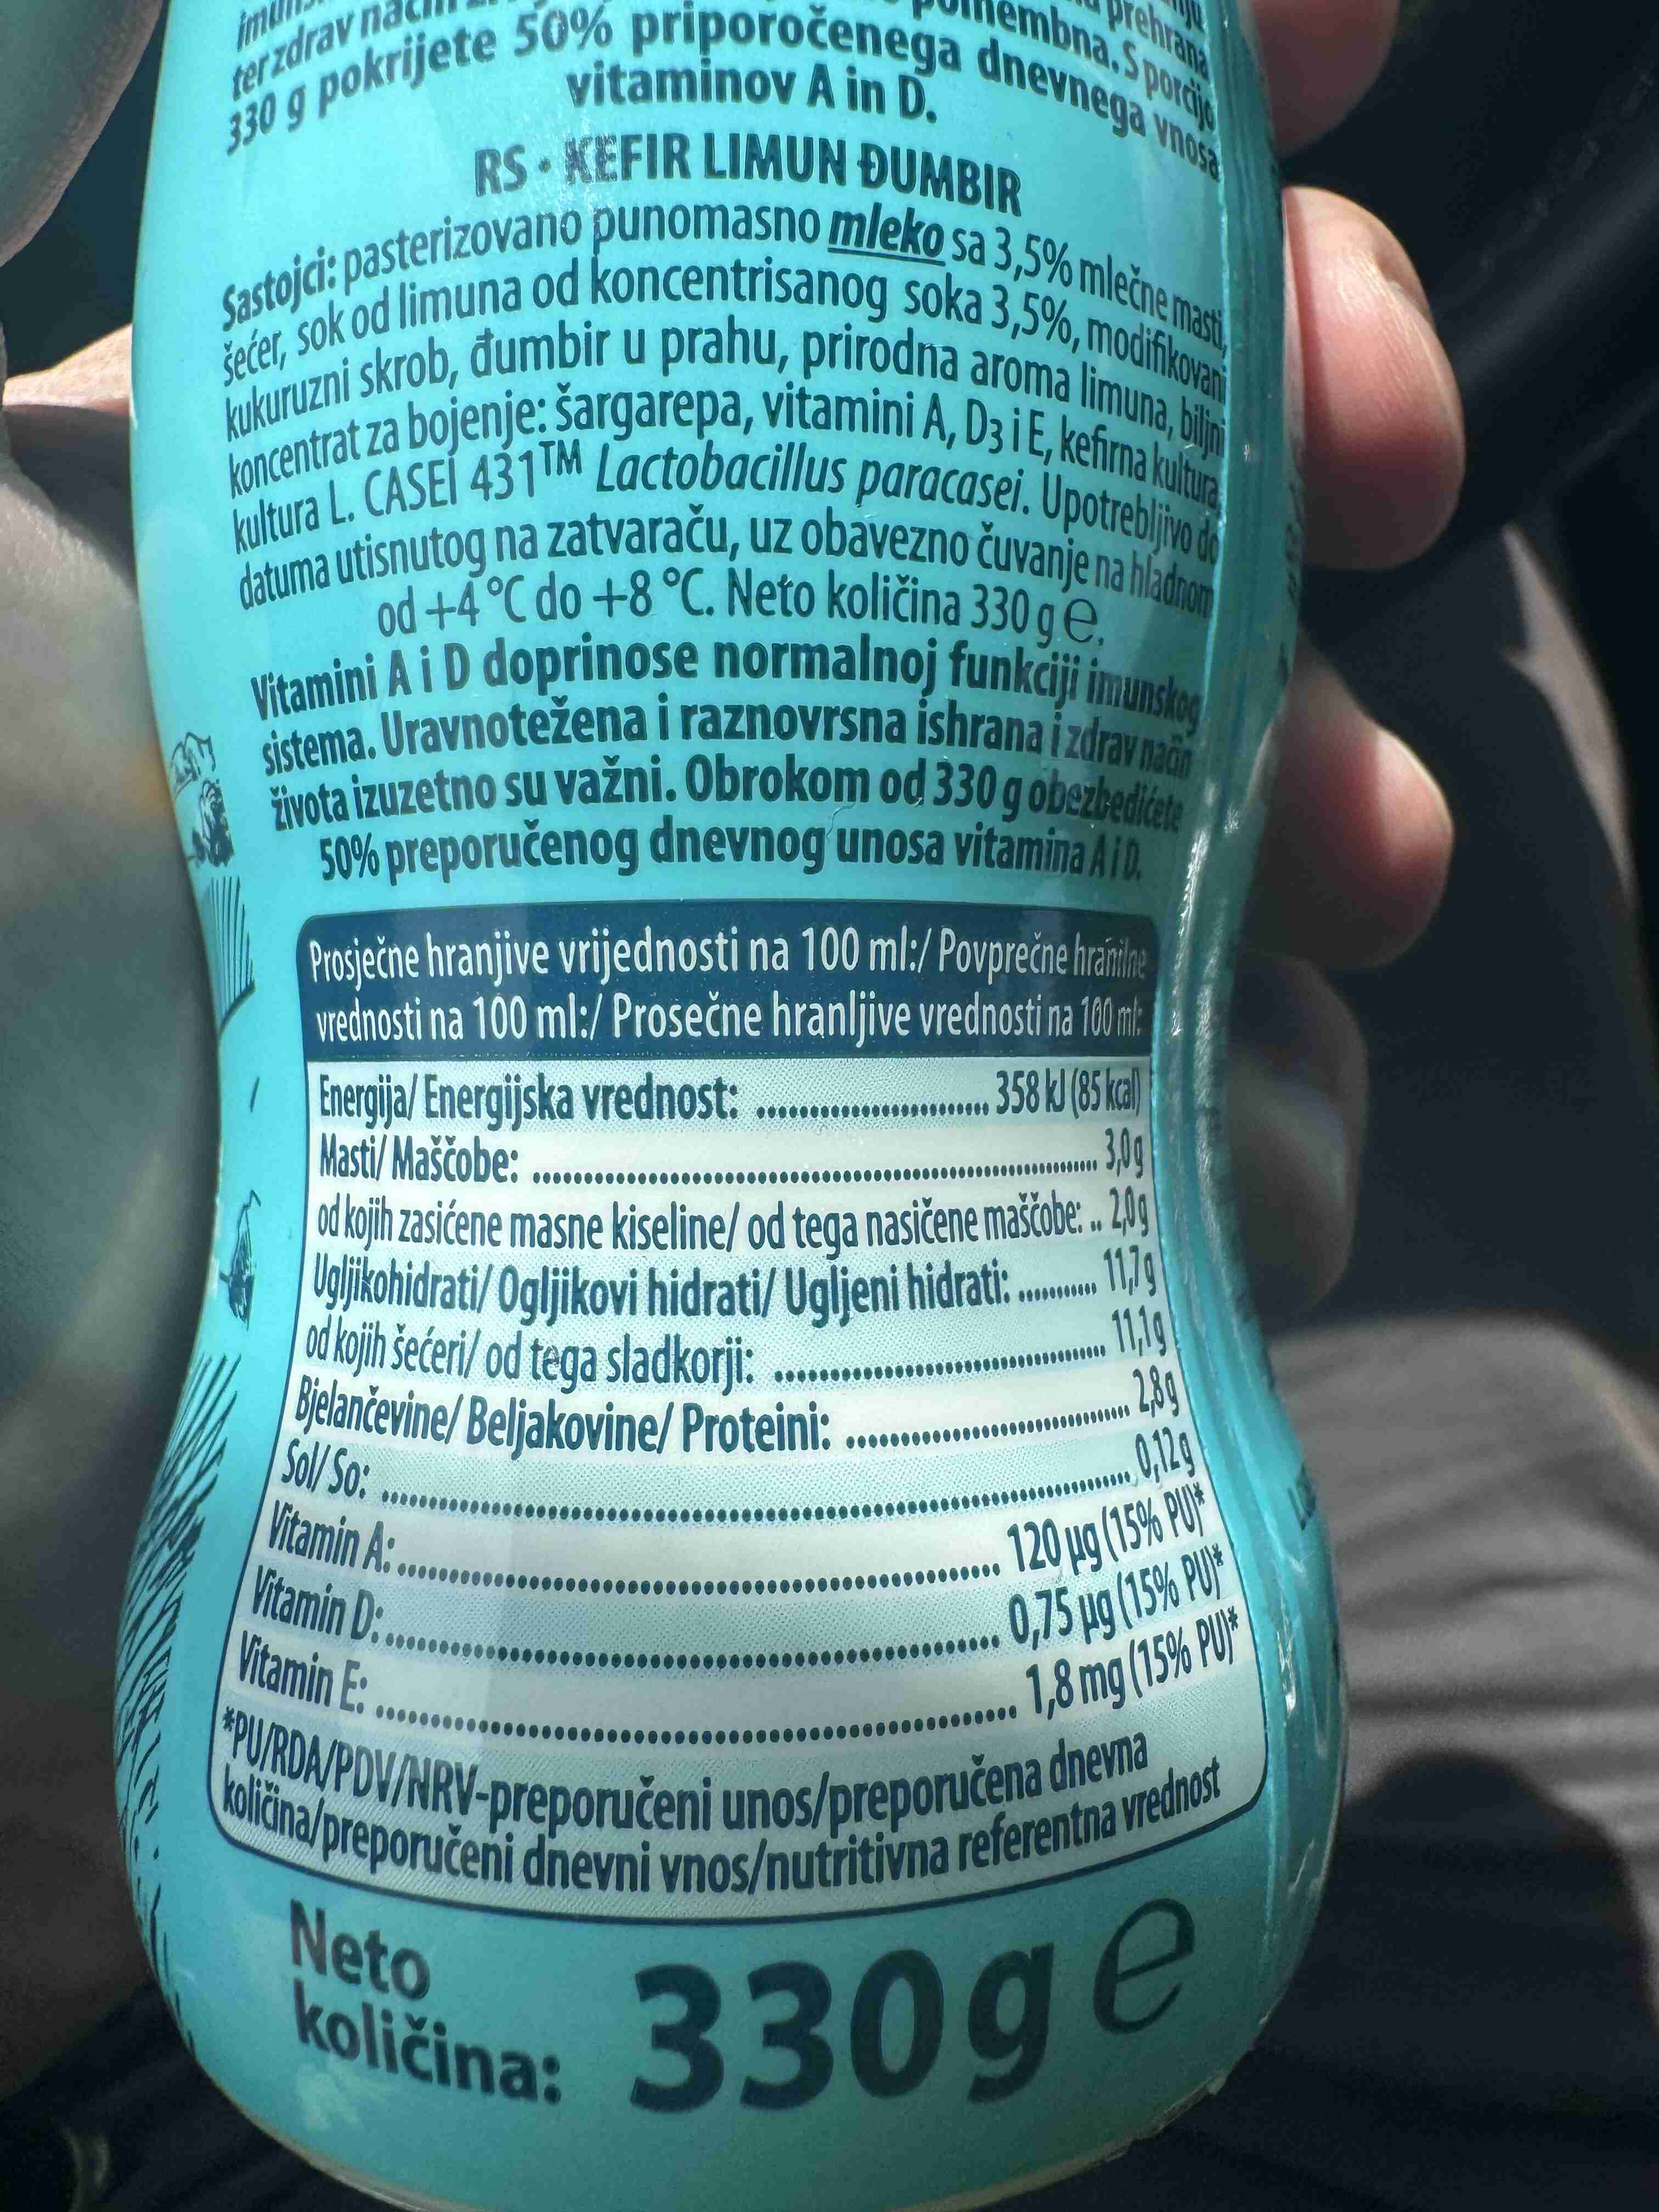 ter zdrav način
pomembna. S porcijo
330 g pokrijete 50% priporočenega dnevnega vnosa
vitaminov A in D.
RS · KEFIR LIMUN ĐUMBIR
Sastojci: pasterizovano punomasno mleko sa 3,5% mlečne masti,
šećer, sok od limuna od koncentrisanog soka 3,5%, modifikovani
kukuruzni skrob, đumbir u prahu, prirodna aroma limuna, biljni
koncentrat za bojenje: šargarepa, vitamini A, D3 i E, kefirna kultura,
kultura L. CASEI 431™ Lactobacillus paracasei. Upotrebljivo do
datuma utisnutog na zatvaraču, uz obavezno čuvanje na hladnom
od +4 °C do +8 °C. Neto količina 330 g e.
Vitamini A i D doprinose normalnoj funkciji imunskog
sistema. Uravnotežena i raznovrsna ishrana i zdrav način
života izuzetno su važni. Obrokom od 330 g obezbedićete
50% preporučenog dnevnog unosa vitamina A i D.
Prosječne hranjive vrijednosti na 100 ml:/ Povprečne hranilne
vrednosti na 100 ml:/ Prosečne hranljive vrednosti na 100 ml:
Energija/ Energijska vrednost: ........................ 358 kJ (85 kcal)
Masti/ Maščobe: ............................................................ 3,0 g
od kojih zasićene masne kiseline/ od tega nasičene maščobe: .. 2,0 g
Ugljikohidrati/ Ogljikovi hidrati/ Ugljeni hidrati: ........... 11,7 g
od kojih šećeri/ od tega sladkorji: .................................... 11,1 g
Bjelančevine/ Beljakovine/ Proteini: .............................. 2,8 g
Sol/ So: ............................................................................ 0,12 g
Vitamin A: ............................................................ 120 µg (15% PU)*
Vitamin D: ............................................................ 0,75 µg (15% PU)*
Vitamin E: ............................................................ 1,8 mg (15% PU)*
*PU/RDA/PDV/NRV-preporučeni unos/preporučena dnevna
količina/preporučeni dnevni vnos/nutritivna referentna vrednost
Neto
količina: 330 g e